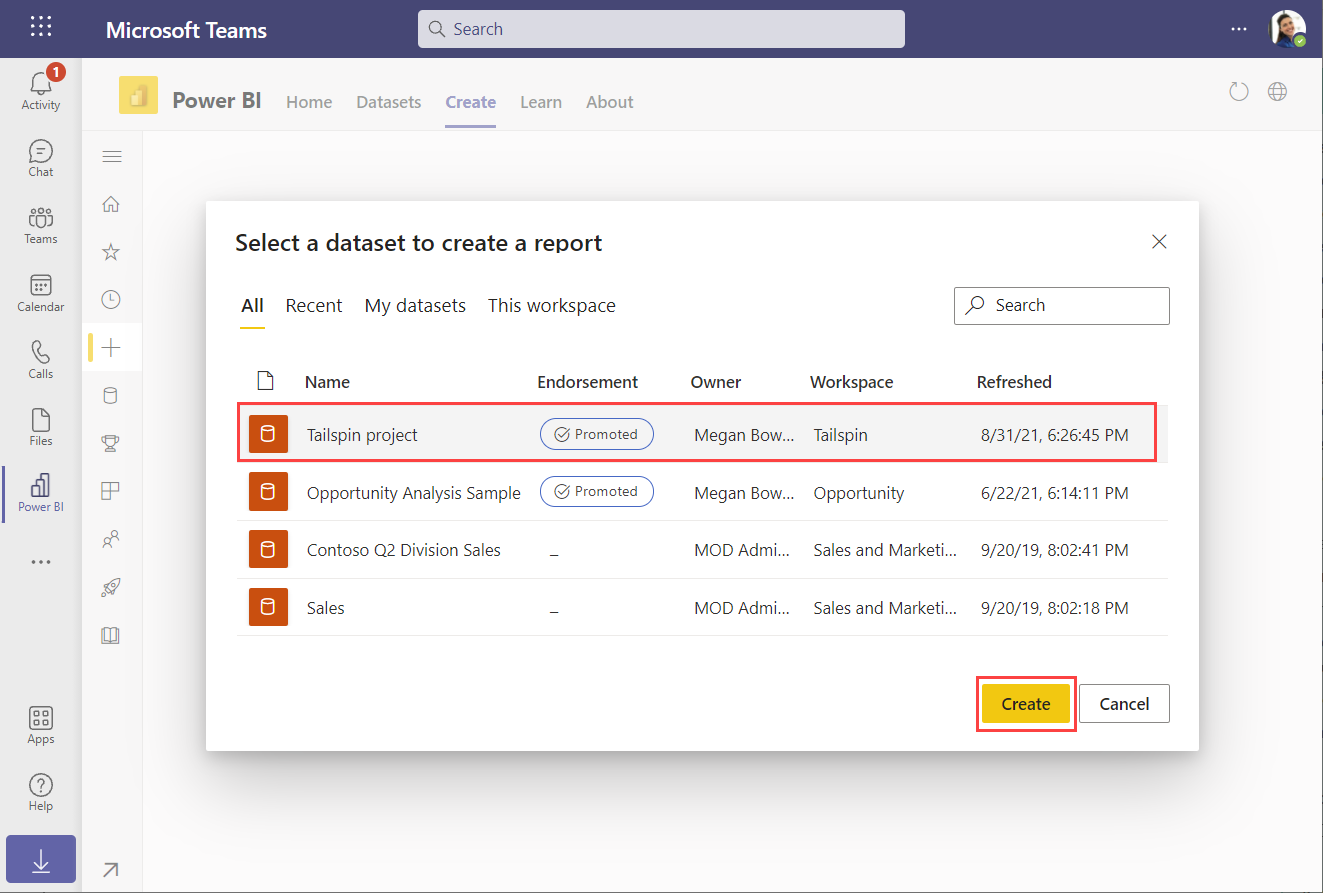 Microsoft Teams
Search
1
Activity
Chat
Teams
Calendar
Calls
Files
Power BI
Apps
Help
Power BI Home Datasets Create Learn About
Select a dataset to create a report
All Recent My datasets This workspace
Search
Name Endorsement Owner Workspace Refreshed
Tailspin project Promoted Megan Bow... Tailspin 8/31/21, 6:26:45 PM
Opportunity Analysis Sample Promoted Megan Bow... Opportunity 6/22/21, 6:14:11 PM
Contoso Q2 Division Sales – MOD Admi... Sales and Marketi... 9/20/19, 8:02:41 PM
Sales – MOD Admi... Sales and Marketi... 9/20/19, 8:02:18 PM
Create Cancel